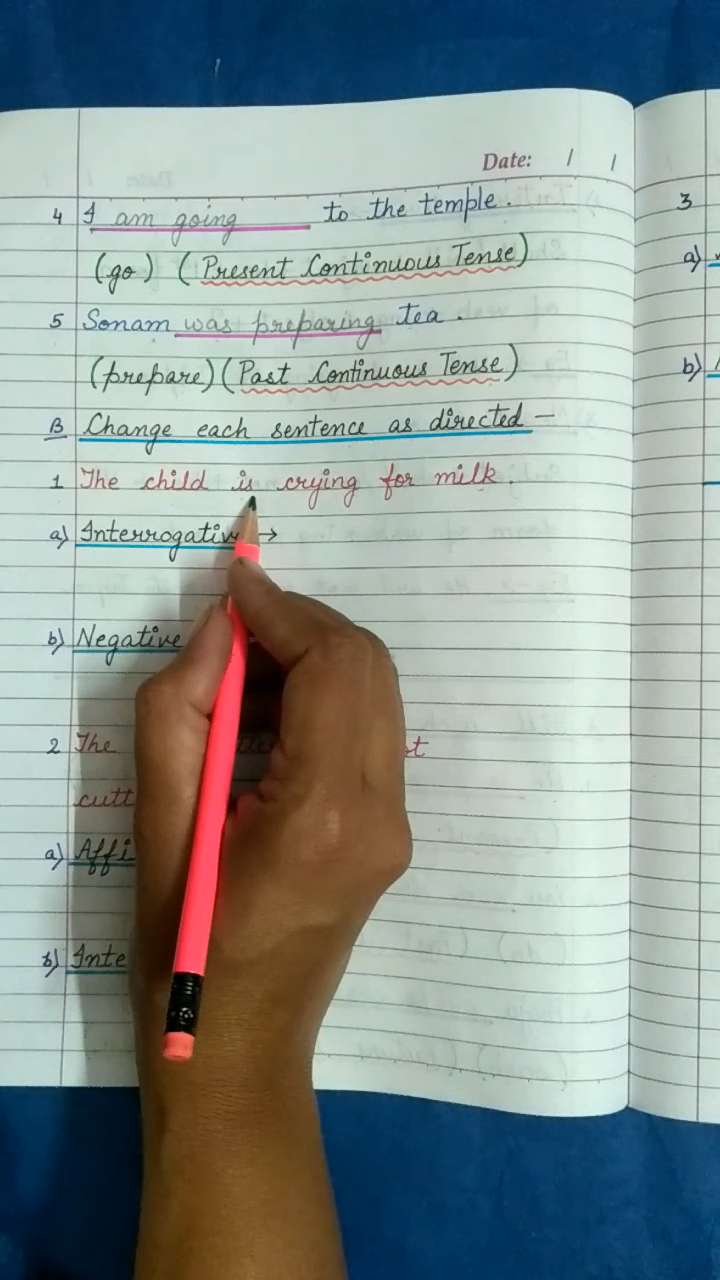 Date: / /
4 I am going to the temple.
(go) (Present Continuous Tense)
5 Sonam was preparing tea.
(prepare) (Past Continuous Tense)
B Change each sentence as directed —
1 The child is crying for milk.
a) Interrogative →
b) Negative
2 The
a)
b)
3
a)
b)